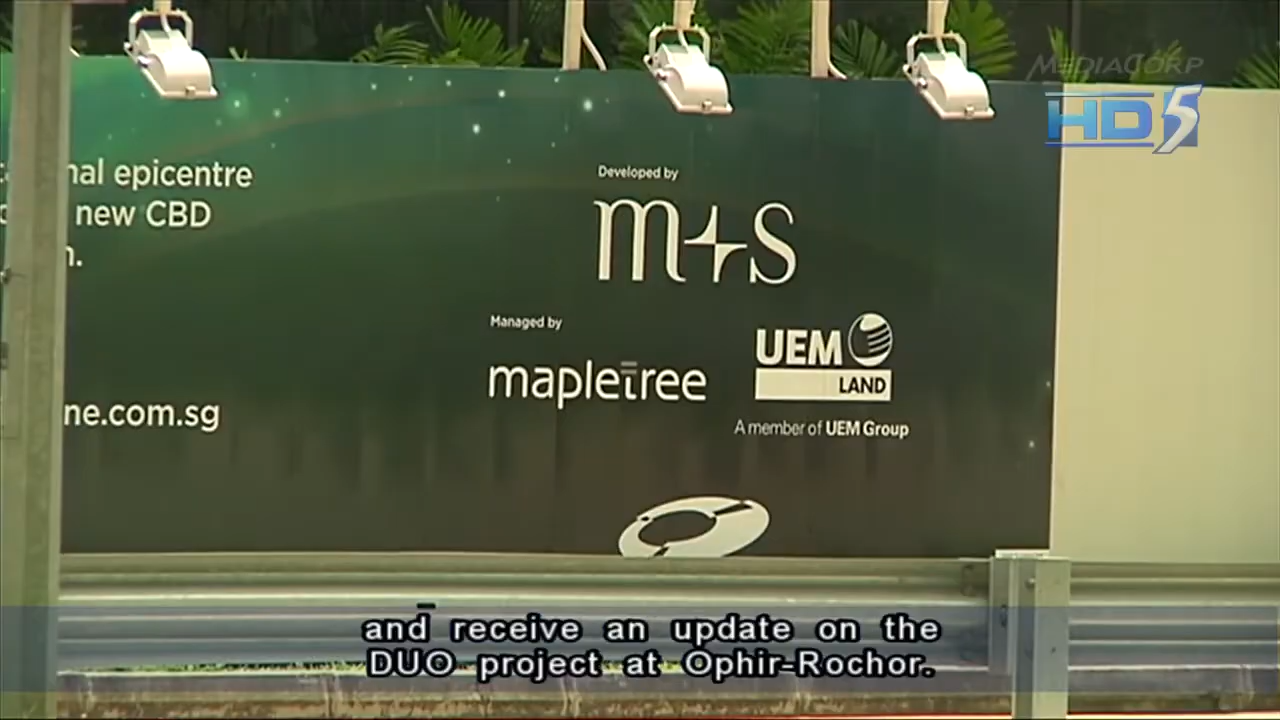 MEDIACORP
HD5
nal epicentre
new CBD
Developed by
m+s
Managed by
mapletree
UEM
LAND
A member of UEM Group
ne.com.sg
and receive an update on the
DUO project at Ophir-Rochor.